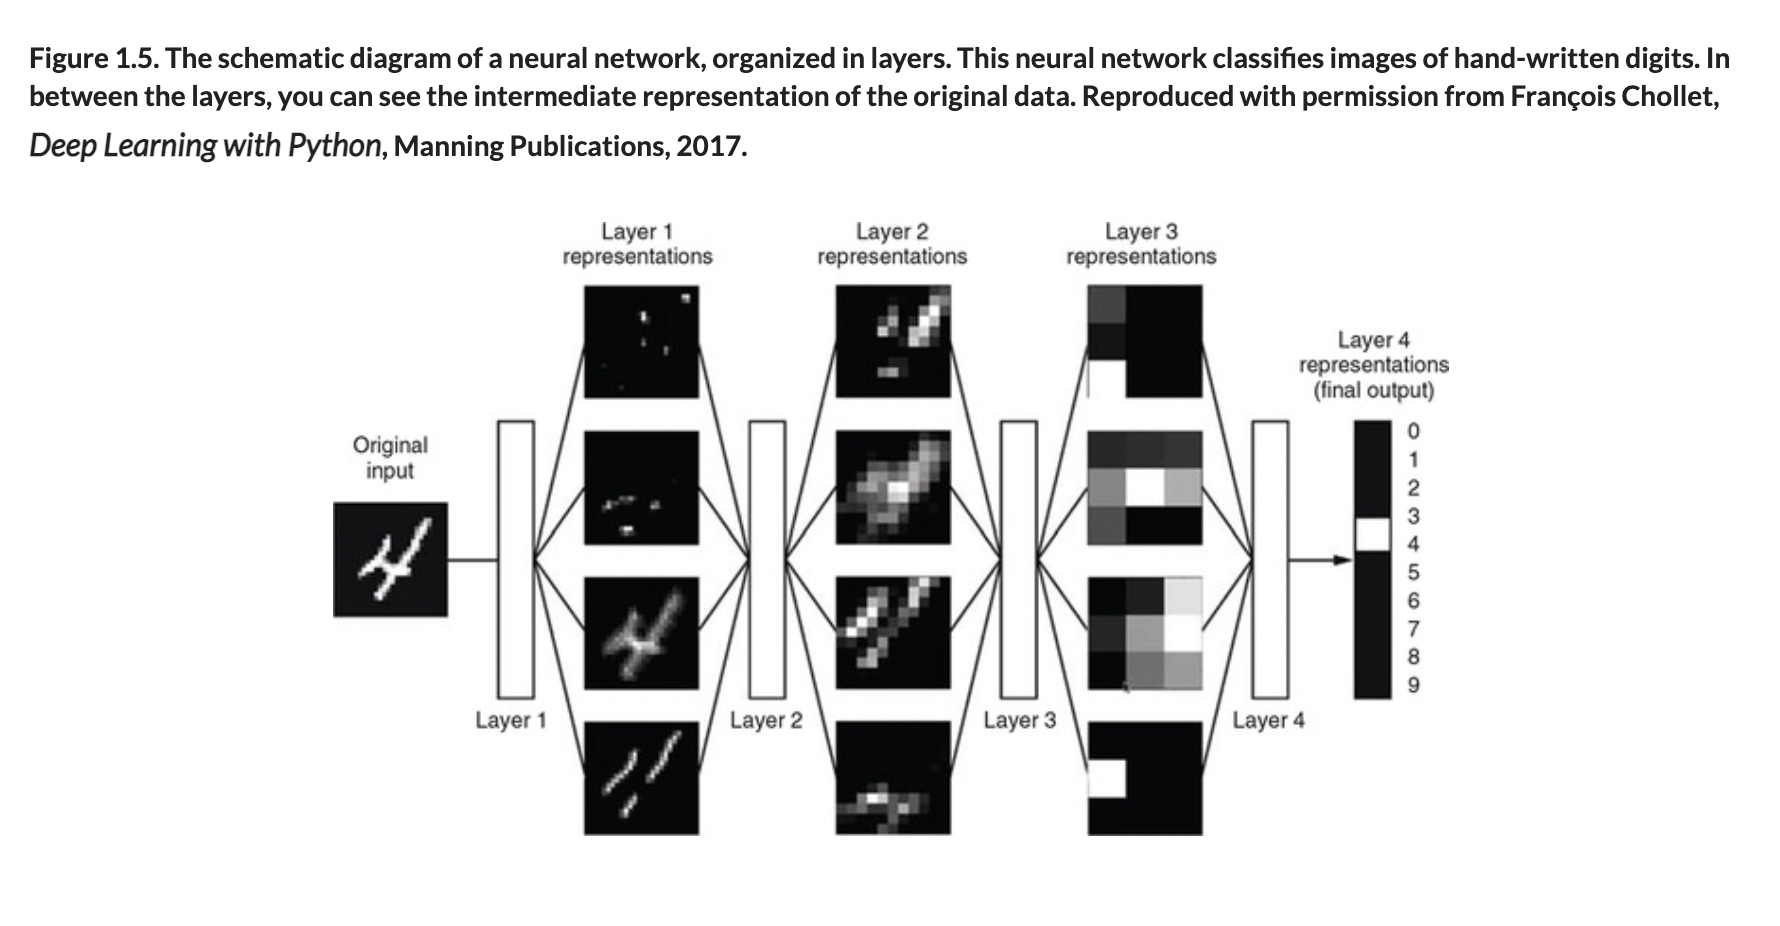 Figure 1.5. The schematic diagram of a neural network, organized in layers. This neural network classifies images of hand-written digits. In
between the layers, you can see the intermediate representation of the original data. Reproduced with permission from François Chollet,
Deep Learning with Python, Manning Publications, 2017.
Layer 1
representations
Layer 2
representations
Layer 3
representations
Layer 4
representations
(final output)
Original
input
0
1
2
3
4
5
6
7
8
9
Layer 1
Layer 2
Layer 3
Layer 4